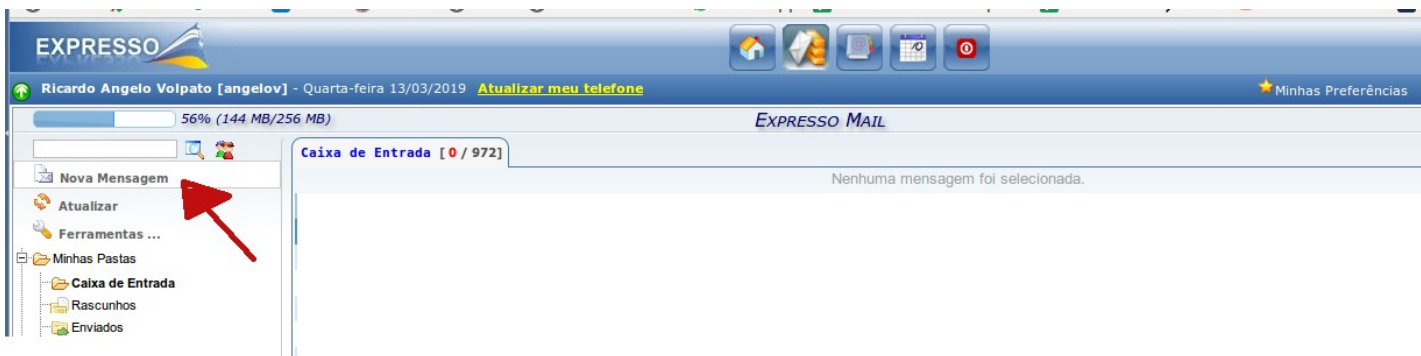 EXPRESSO
Ricardo Angelo Volpato [angelov] - Quarta-feira 13/03/2019 Atualizar meu telefone
Minhas Preferências
56% (144 MB/256 MB)
EXPRESSO MAIL
Caixa de Entrada [0/972]
Nenhuma mensagem foi selecionada.
Nova Mensagem
Atualizar
Ferramentas ...
Minhas Pastas
Caixa de Entrada
Rascunhos
Enviados